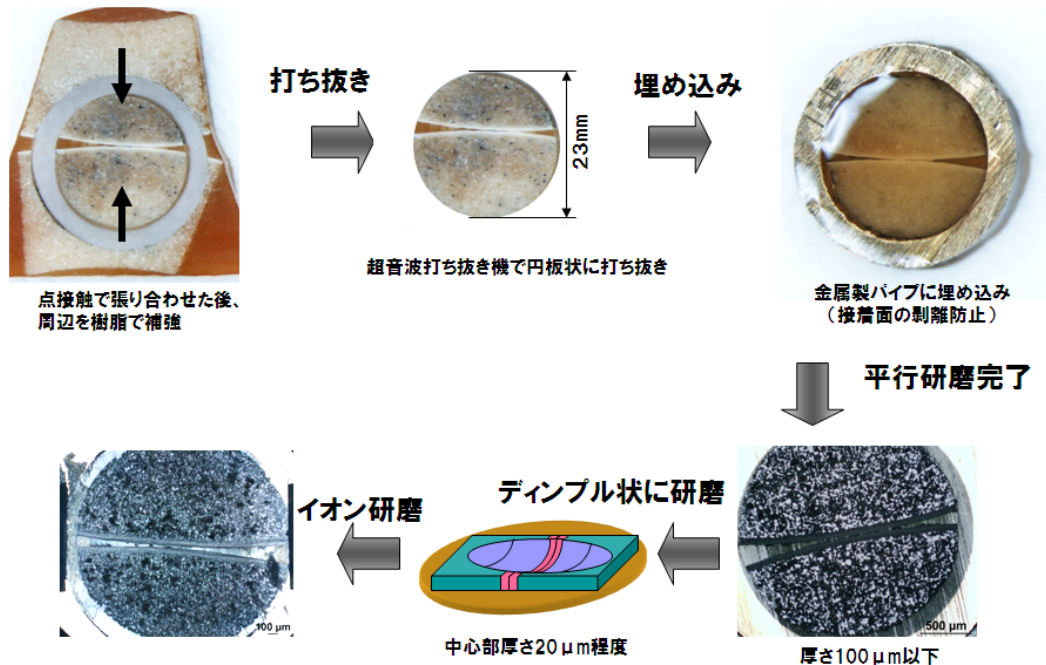 打ち抜き
埋め込み
23mm
超音波打ち抜き機で円板状に打ち抜き
点接触で張り合わせた後、
周辺を樹脂で補強
金属製パイプに埋め込み
（接着面の剥離防止）
平行研磨完了
ディンプル状に研磨
イオン研磨
100 μm
500 μm
中心部厚さ20μm程度
厚さ100μm以下